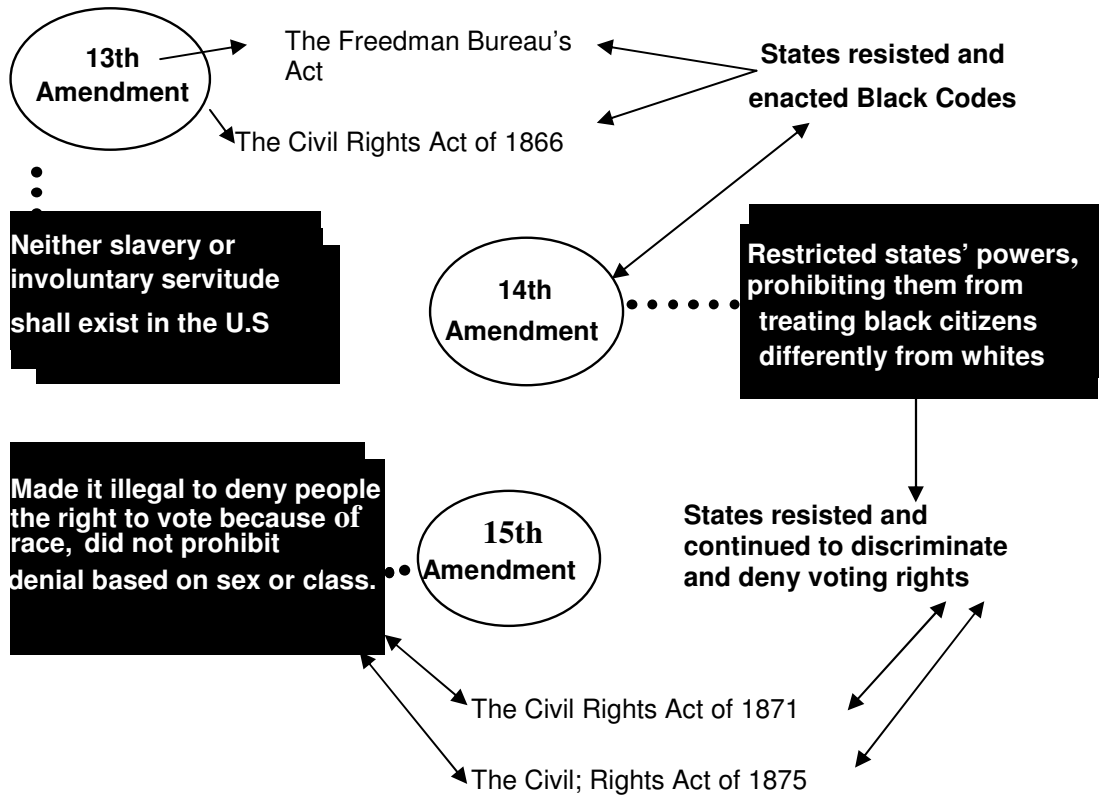 13th
Amendment
The Freedman Bureau's
Act
The Civil Rights Act of 1866
States resisted and
enacted Black Codes
Neither slavery or
involuntary servitude
shall exist in the U.S
14th
Amendment
Restricted states' powers,
prohibiting them from
treating black citizens
differently from whites
Made it illegal to deny people
the right to vote because of
race, did not prohibit
denial based on sex or class.
15th
Amendment
States resisted and
continued to discriminate
and deny voting rights
The Civil Rights Act of 1871
The Civil; Rights Act of 1875